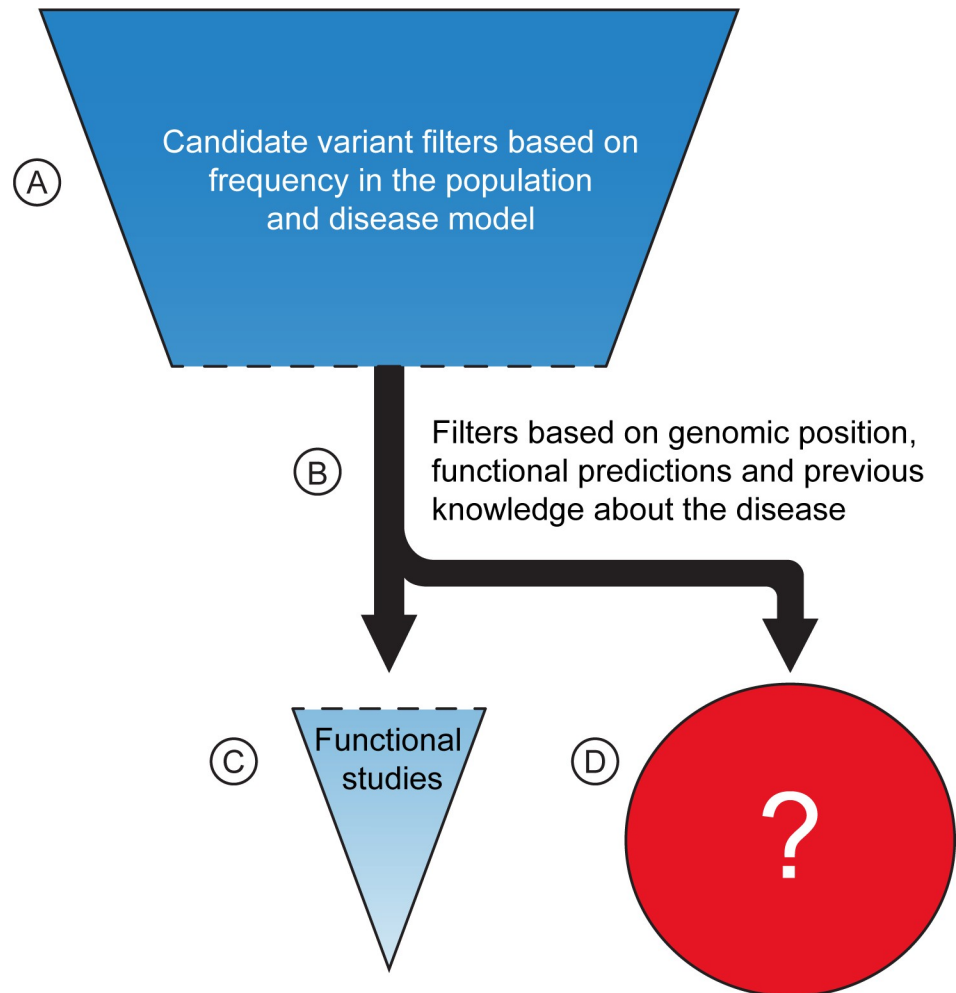 Candidate variant filters based on
frequency in the population
and disease model
A
B
Filters based on genomic position,
functional predictions and previous
knowledge about the disease
C
Functional
studies
D
?